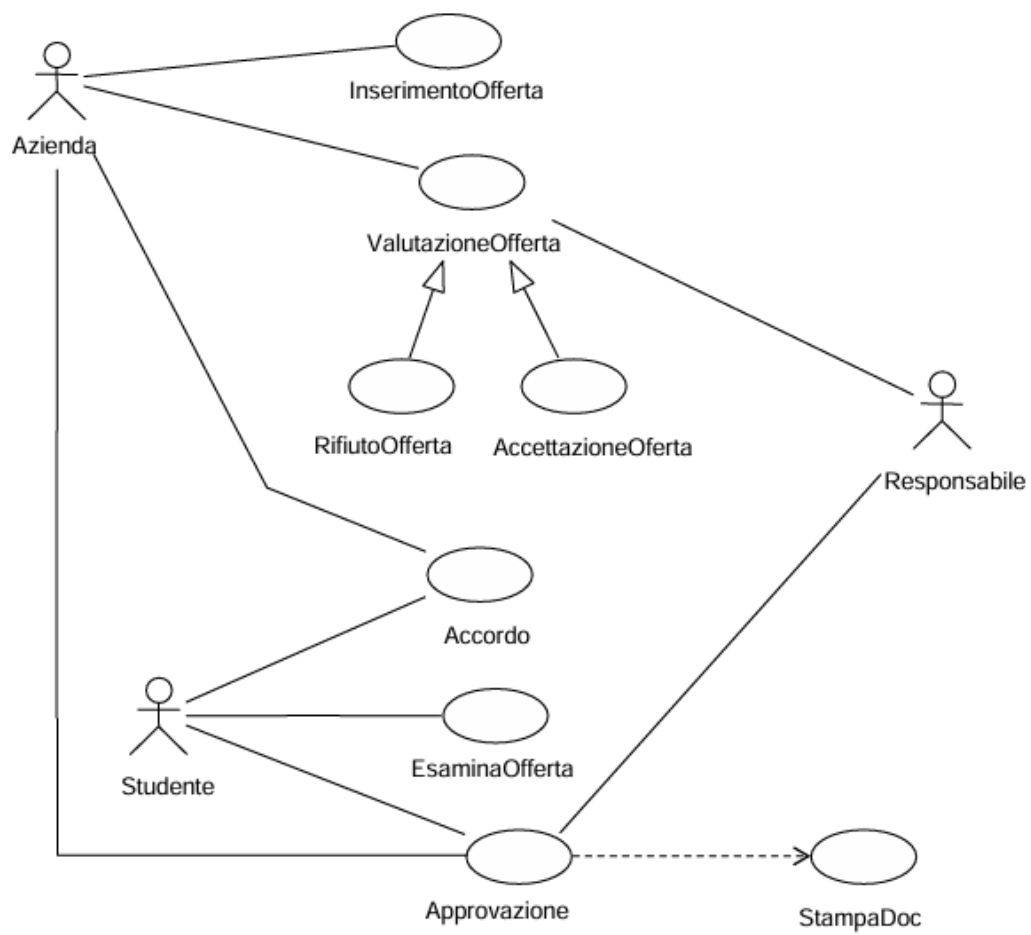 InserimentoOfferta
Azienda
ValutazioneOfferta
RifiutoOfferta
AccettazioneOferta
Responsabile
Accordo
EsaminaOfferta
Studente
Approvazione
StampaDoc